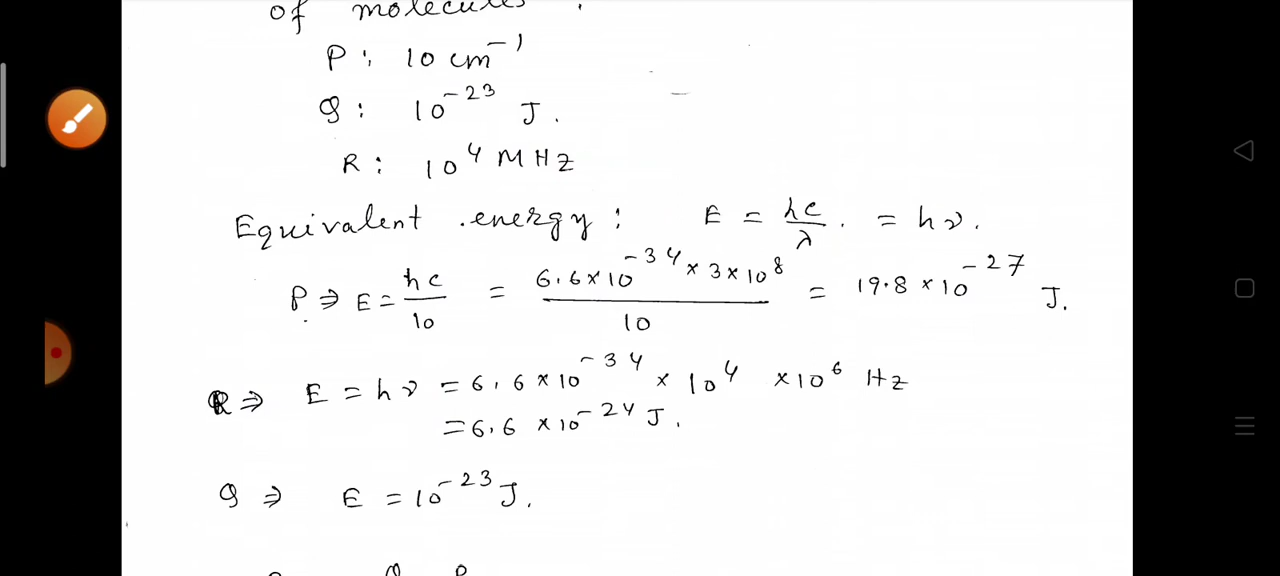 of molecules.
P: 10 cm⁻¹
Q: 10⁻²³ J.
R: 10⁴ MHZ
Equivalent energy: E = hc/λ. = hν.
P ⇒ E = hc/10 = 6.6×10⁻³⁴ × 3×10⁸/10 = 19.8 × 10⁻²⁷ J.
R ⇒ E = hν = 6.6×10⁻³⁴ × 10⁴ ×10⁶ Hz
= 6.6 × 10⁻²⁴ J.
Q ⇒ E = 10⁻²³ J.